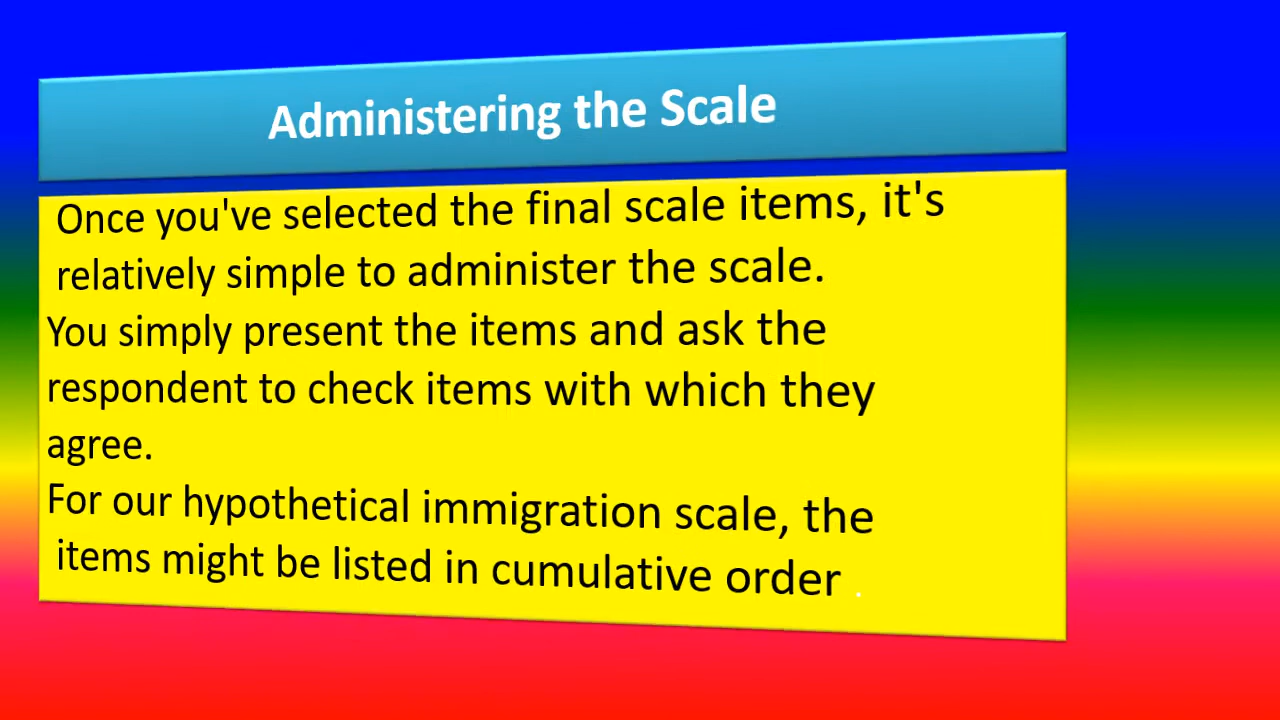 Administering the Scale
Once you've selected the final scale items, it's
relatively simple to administer the scale.
You simply present the items and ask the
respondent to check items with which they
agree.
For our hypothetical immigration scale, the
items might be listed in cumulative order .